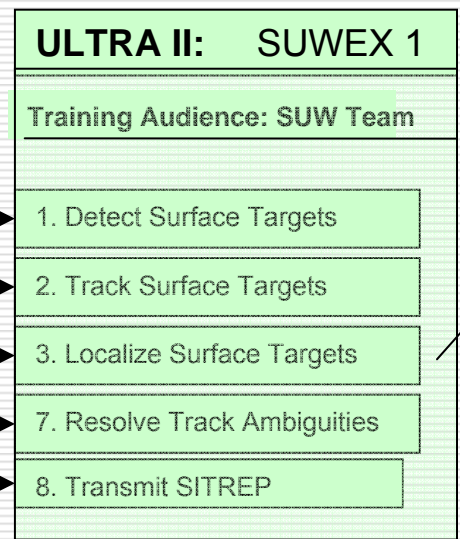 ULTRA II: SUWEX 1
Training Audience: SUW Team
1. Detect Surface Targets
2. Track Surface Targets
3. Localize Surface Targets
7. Resolve Track Ambiguities
8. Transmit SITREP